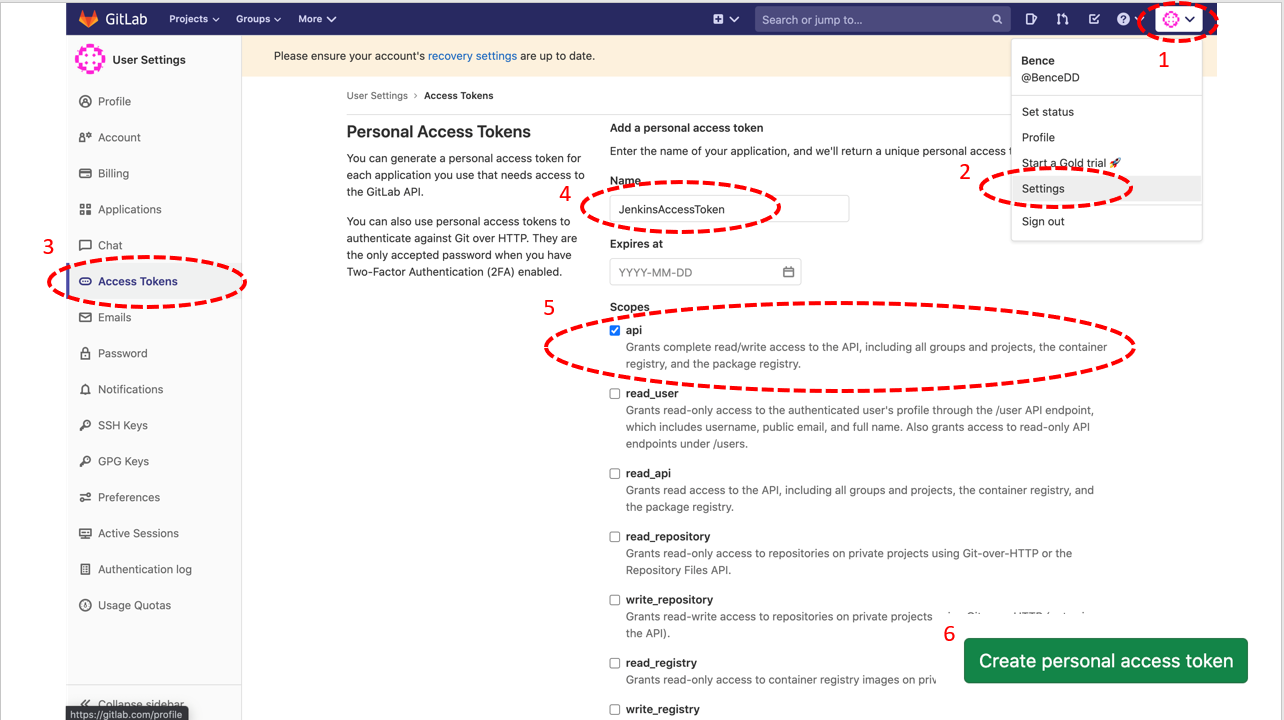 GitLab Projects Groups More Search or jump to...
1
User Settings
Please ensure your account's recovery settings are up to date.
Bence
@BenceDD
Set status
Profile
Start a Gold trial 🚀
2
Settings
Sign out
Profile
Account
Billing
Applications
Chat
3
Access Tokens
Emails
Password
Notifications
SSH Keys
GPG Keys
Preferences
Active Sessions
Authentication log
Usage Quotas
Collapse sidebar
https://gitlab.com/profile
User Settings > Access Tokens
Personal Access Tokens
You can generate a personal access token for
each application you use that needs access to
the GitLab API.
You can also use personal access tokens to
authenticate against Git over HTTP. They are
the only accepted password when you have
Two-Factor Authentication (2FA) enabled.
Add a personal access token
Enter the name of your application, and we'll return a unique personal access
Name
4
JenkinsAccessToken
Expires at
YYYY-MM-DD
Scopes
5
api
Grants complete read/write access to the API, including all groups and projects, the container
registry, and the package registry.
read_user
Grants read-only access to the authenticated user's profile through the /user API endpoint,
which includes username, public email, and full name. Also grants access to read-only API
endpoints under /users.
read_api
Grants read access to the API, including all groups and projects, the container registry, and
the package registry.
read_repository
Grants read-only access to repositories on private projects using Git-over-HTTP or the
Repository Files API.
write_repository
Grants read-write access to repositories on private projects
the API).
read_registry
Grants read-only access to container registry images on
write_registry
6
Create personal access token